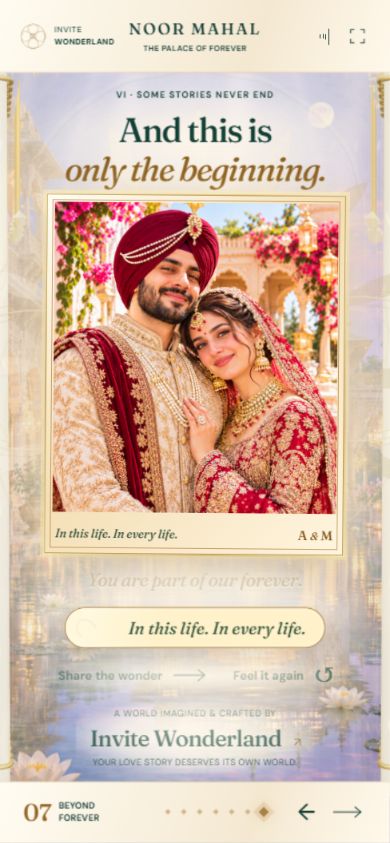 INVITE
WONDERLAND
NOOR MAHAL
THE PALACE OF FOREVER
VI · SOME STORIES NEVER END
And this is
only the beginning.
In this life. In every life.
A & M
You are part of our forever.
In this life. In every life.
Share the wonder → Feel it again ↺
A WORLD IMAGINED & CRAFTED BY
Invite Wonderland ↗
YOUR LOVE STORY DESERVES ITS OWN WORLD.
07 BEYOND
FOREVER
← →